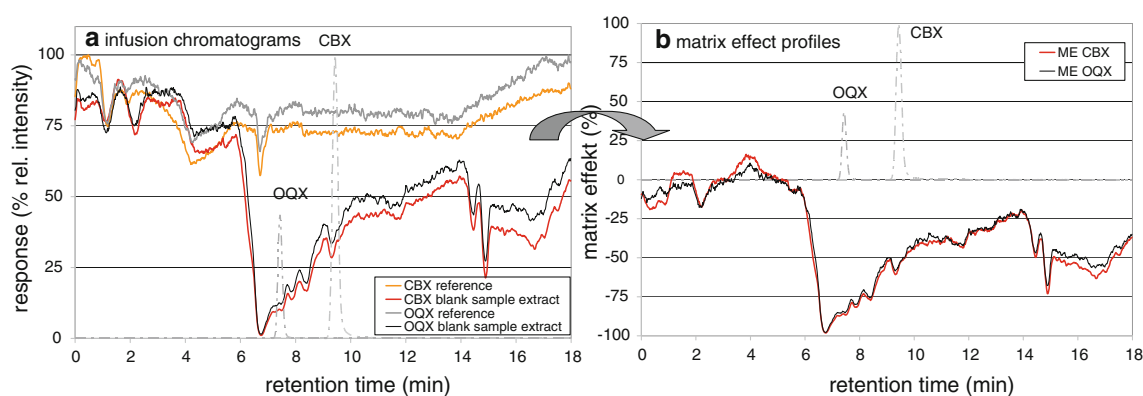 a infusion chromatograms
CBX
response (% rel. intensity)
100
75
50
25
0
OQX
CBX reference
CBX blank sample extract
OQX reference
OQX blank sample extract
0 2 4 6 8 10 12 14 16 18
retention time (min)
b matrix effect profiles
CBX
ME CBX
ME OQX
OQX
matrix effekt (%)
100
75
50
25
0
-25
-50
-75
-100
0 2 4 6 8 10 12 14 16 18
retention time (min)